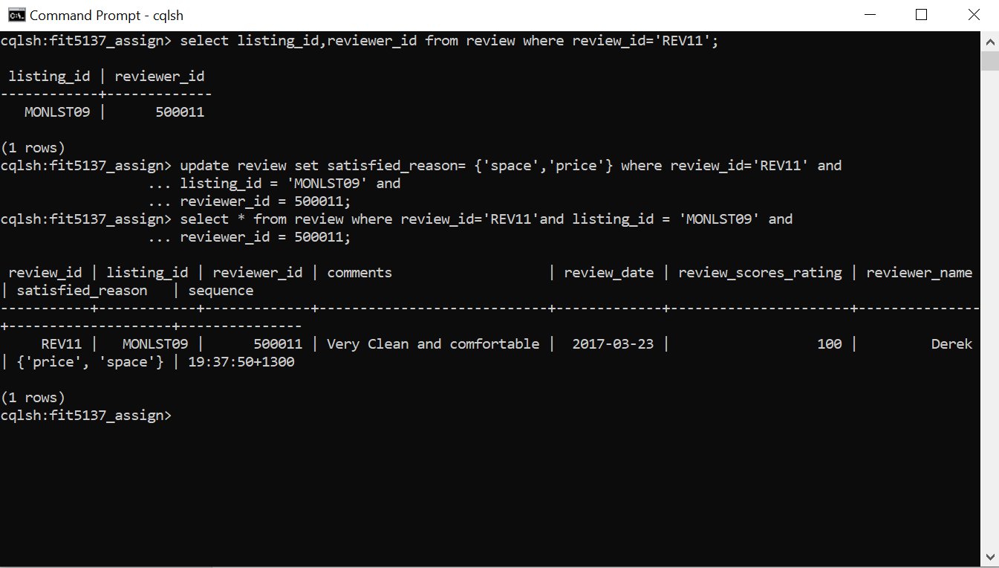 Command Prompt - cqlsh
cqlsh:fit5137_assign> select listing_id,reviewer_id from review where review_id='REV11';
 listing_id | reviewer_id
------------+-------------
   MONLST09 |      500011
(1 rows)
cqlsh:fit5137_assign> update review set satisfied_reason= {'space','price'} where review_id='REV11' and
                  ... listing_id = 'MONLST09' and
                  ... reviewer_id = 500011;
cqlsh:fit5137_assign> select * from review where review_id='REV11'and listing_id = 'MONLST09' and
                  ... reviewer_id = 500011;
 review_id | listing_id | reviewer_id | comments                   | review_date | review_scores_rating | reviewer_name
| satisfied_reason   | sequence
-----------+------------+-------------+----------------------------+-------------+----------------------+---------------
+--------------------+---------------
     REV11 |   MONLST09 |      500011 | Very Clean and comfortable |  2017-03-23 |                  100 |         Derek
| {'price', 'space'} | 19:37:50+1300
(1 rows)
cqlsh:fit5137_assign>